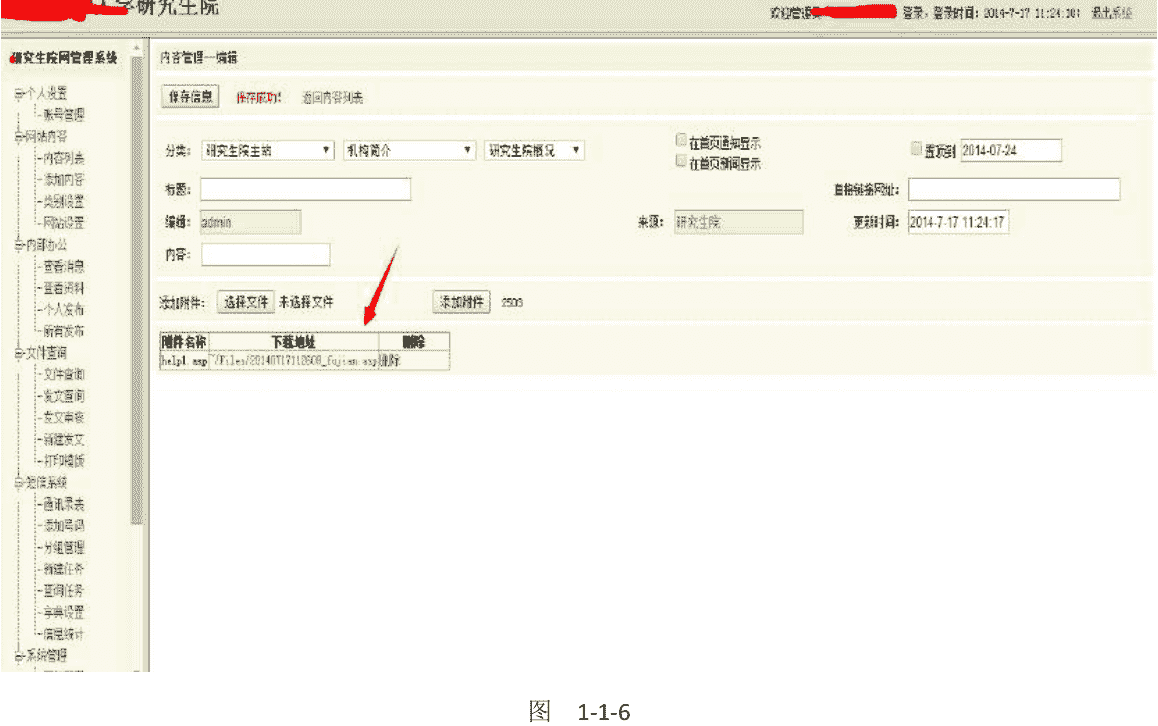 学研究生院
欢迎管理员 登录，登录时间：2014-7-17 11:24:10! 退出系统
研究生院网管理系统
个人设置
账号管理
网站内容
内容列表
添加内容
类别设置
网站设置
内部办公
查看消息
查看资料
个人发布
所有发布
文件查询
文件查询
发文查阅
发文审核
新建发文
打印模板
短信系统
通讯录表
添加号码
分组管理
新建任务
查询任务
字典设置
信息统计
系统管理
内容管理--编辑
保存信息 保存成功! 返回内容列表
分类： 研究生院主站 机构简介 研究生院概况
在首页通知显示
在首页新闻显示
置顶到 2014-07-24
标题： 直接链接网址：
编辑： admin 来源： 研究生院 更新时间： 2014-7-17 11:24:17
内容：
添加附件： 选择文件 未选择文件 添加附件 2503
附件名称 下载地址 删除
help1.asp ~/Files/20140717112608_fujian.asp 删除
图 1-1-6